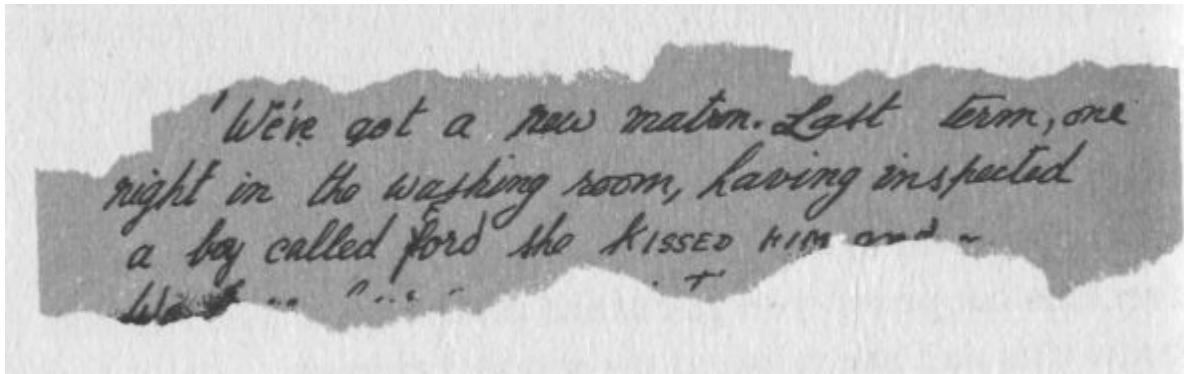 'We've got a new matron. Last term, one
night in the washing room, having inspected
a boy called Ford she KISSED HIM and